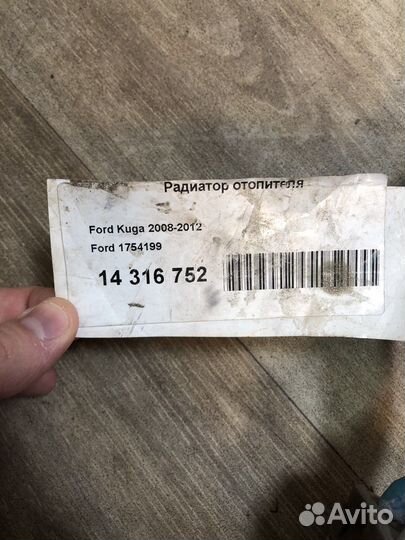 Радиатор отопителя
Ford Kuga 2008-2012
Ford 1754199
14 316 752
Avito